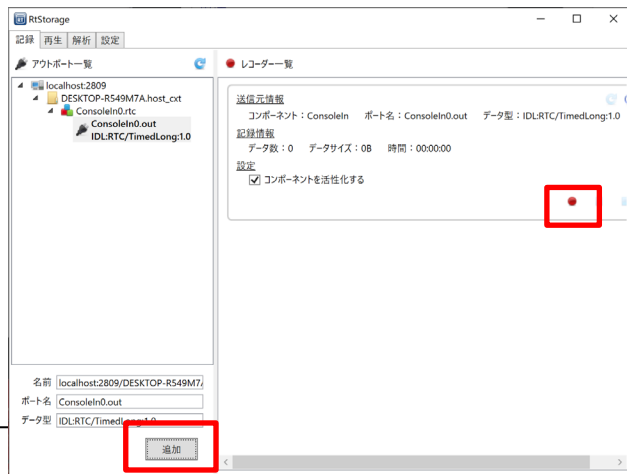 RtStorage
記録 再生 解析 設定
アウトポート一覧
localhost:2809
DESKTOP-R549M7A.host_cxt
ConsoleIn0.rtc
ConsoleIn0.out
IDL:RTC/TimedLong:1.0
名前 localhost:2809/DESKTOP-R549M7A
ポート名 ConsoleIn0.out
データ型 IDL:RTC/TimedLong:1.0
追加
レコーダー一覧
送信元情報
コンポーネント：ConsoleIn ポート名：ConsoleIn0.out データ型：IDL:RTC/TimedLong:1.0
記録情報
データ数：0 データサイズ：0B 時間：00:00:00
設定
コンポーネントを活性化する